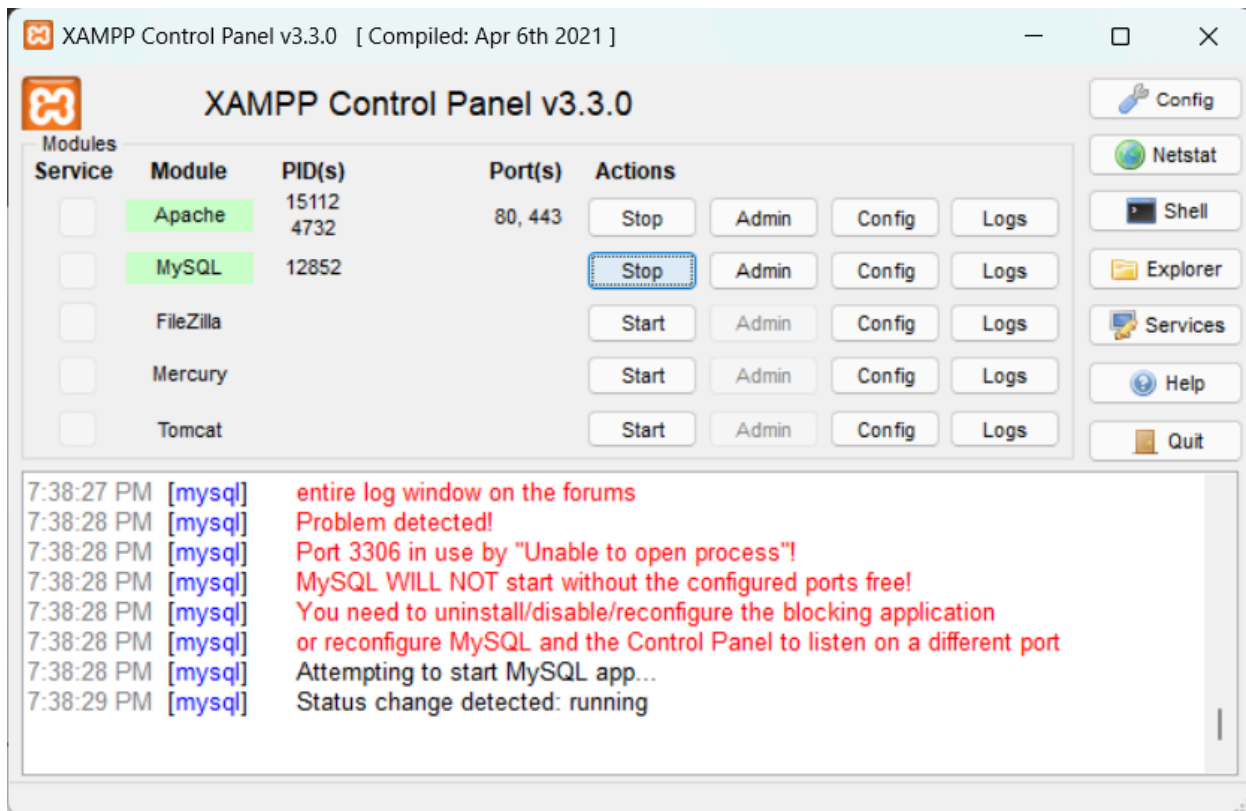 XAMPP Control Panel v3.3.0 [ Compiled: Apr 6th 2021 ]
XAMPP Control Panel v3.3.0
Config
Modules
Service Module PID(s) Port(s) Actions
Netstat
Apache 15112 4732 80, 443 Stop Admin Config Logs
Shell
MySQL 12852 Stop Admin Config Logs
Explorer
FileZilla Start Admin Config Logs
Services
Mercury Start Admin Config Logs
Help
Tomcat Start Admin Config Logs
Quit
7:38:27 PM [mysql] entire log window on the forums
7:38:28 PM [mysql] Problem detected!
7:38:28 PM [mysql] Port 3306 in use by "Unable to open process"!
7:38:28 PM [mysql] MySQL WILL NOT start without the configured ports free!
7:38:28 PM [mysql] You need to uninstall/disable/reconfigure the blocking application
7:38:28 PM [mysql] or reconfigure MySQL and the Control Panel to listen on a different port
7:38:28 PM [mysql] Attempting to start MySQL app...
7:38:29 PM [mysql] Status change detected: running